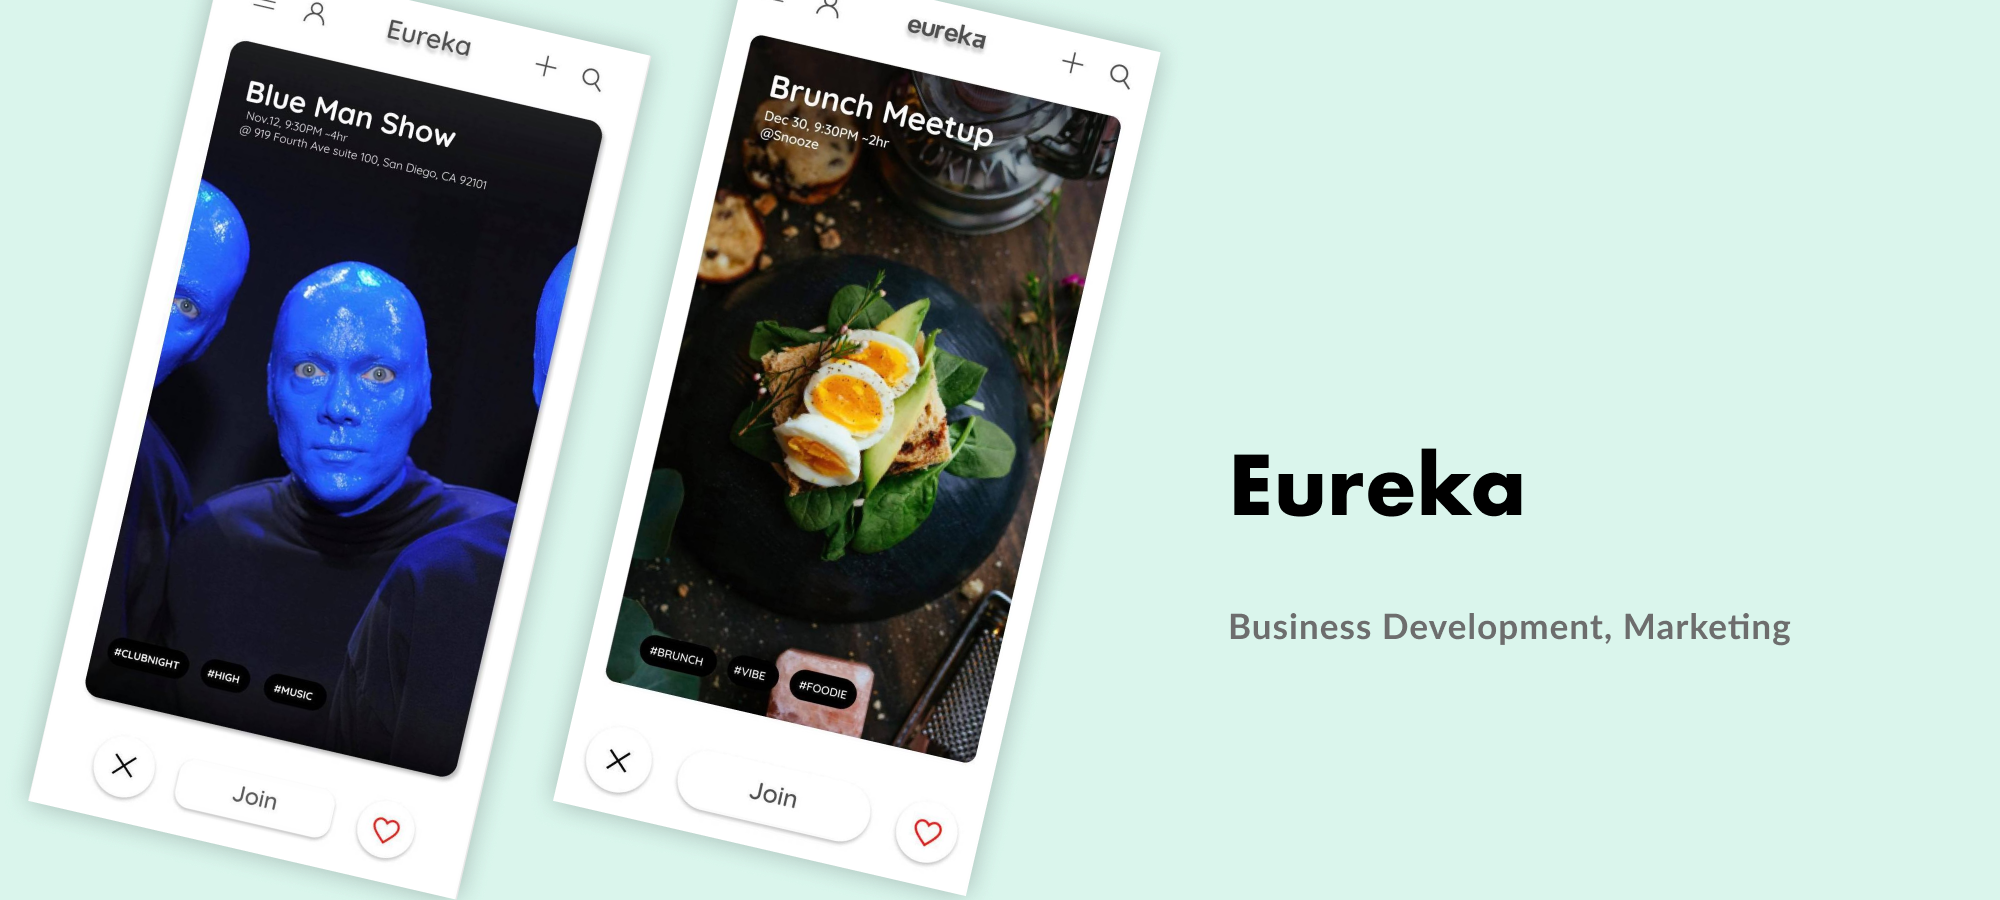 Eureka
Blue Man Show
Nov.12, 9:30PM ~4hr
@ 919 Fourth Ave suite 100, San Diego, CA 92101
#CLUBNIGHT
#HIGH
#MUSIC
Join
eureka
Brunch Meetup
Dec 30, 9:30PM ~2hr
@Snooze
#BRUNCH
#VIBE
#FOODIE
Join
Eureka
Business Development, Marketing